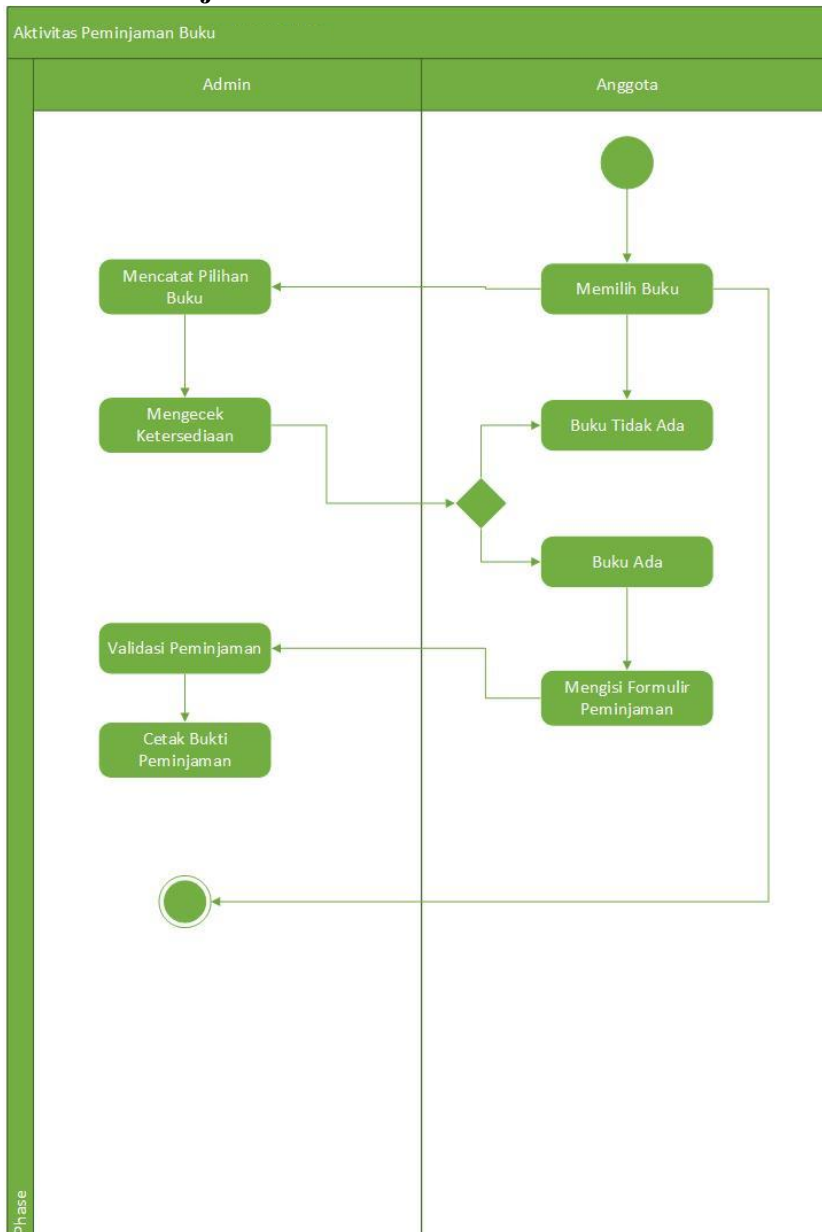 Aktivitas Peminjaman Buku
Admin
Anggota
Mencatat Pilihan
Buku
Memilih Buku
Mengecek
Ketersediaan
Buku Tidak Ada
Buku Ada
Validasi Peminjaman
Mengisi Formulir
Peminjaman
Cetak Bukti
Peminjaman
Phase